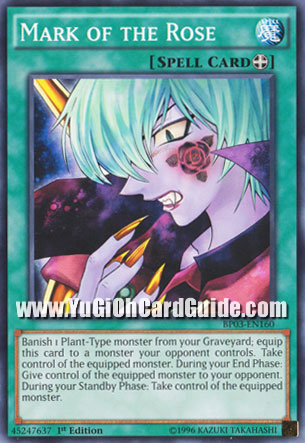 MARK OF THE ROSE
魔
[SPELL CARD]
www.YuGiOhCardGuide.com
BP03-EN160
Banish 1 Plant-Type monster from your Graveyard; equip
this card to a monster your opponent controls. Take
control of the equipped monster. During your End Phase:
Give control of the equipped monster to your opponent.
During your Standby Phase: Take control of the equipped
monster.
45247637 1st Edition ©1996 KAZUKI TAKAHASHI